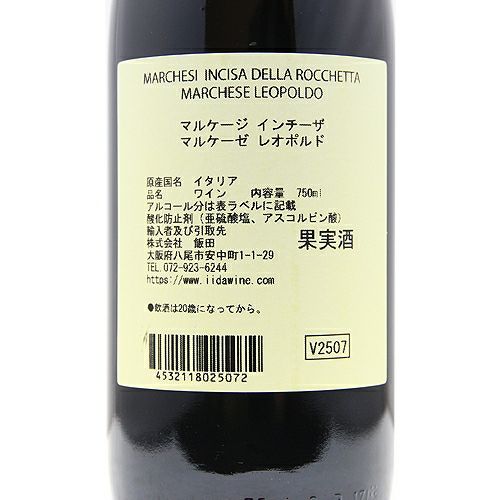 MARCHESI INCISA DELLA ROCCHETTA
MARCHESE LEOPOLDO
マルケージ インチーザ
マルケーゼ レオポルド
原産国名 イタリア
品名 ワイン 内容量 750ml
アルコール分は表ラベルに記載
酸化防止剤(亜硫酸塩、アスコルビン酸)
輸入者及び引取先
株式会社 飯田
大阪府八尾市安中町1-1-29
TEL.072-923-6244
https://www.iidawine.com
果実酒
●飲酒は20歳になってから。
4532118025072
V2507